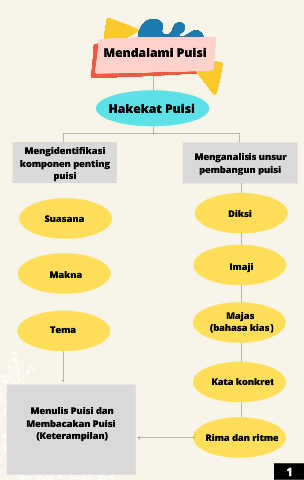 Mendalami Puisi
Hakekat Puisi
Mengidentifikasi
komponen penting
puisi
Menganalisis unsur
pembangun puisi
Suasana
Makna
Tema
Diksi
Imaji
Majas
(bahasa kias)
Kata konkret
Rima dan ritme
Menulis Puisi dan
Membacakan Puisi
(Keterampilan)
1